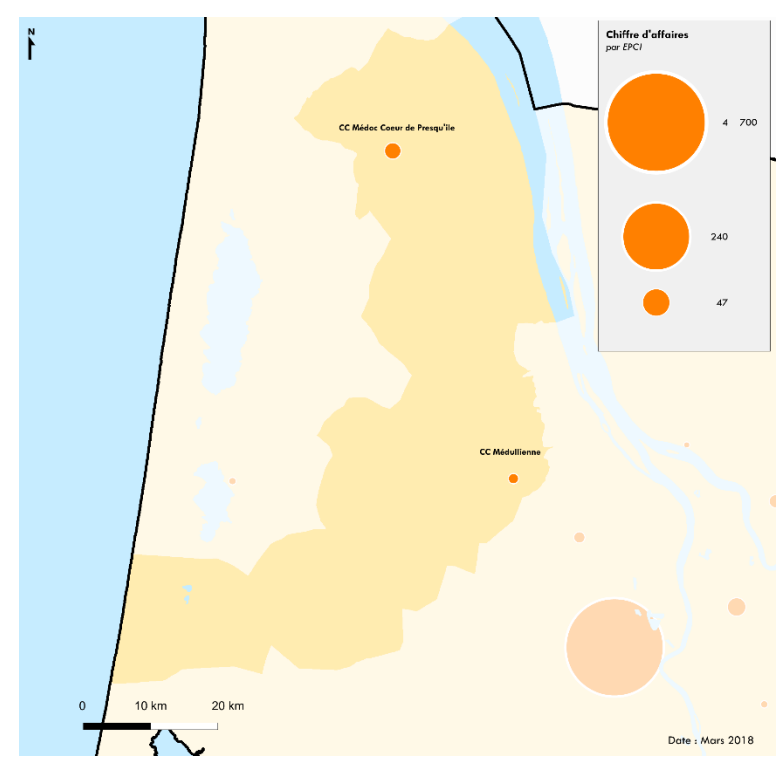 N
Chiffre d'affaires
par EPCI
4 700
240
47
CC Médoc Coeur de Presqu'ile
CC Médullienne
0 10 km 20 km
Date : Mars 2018